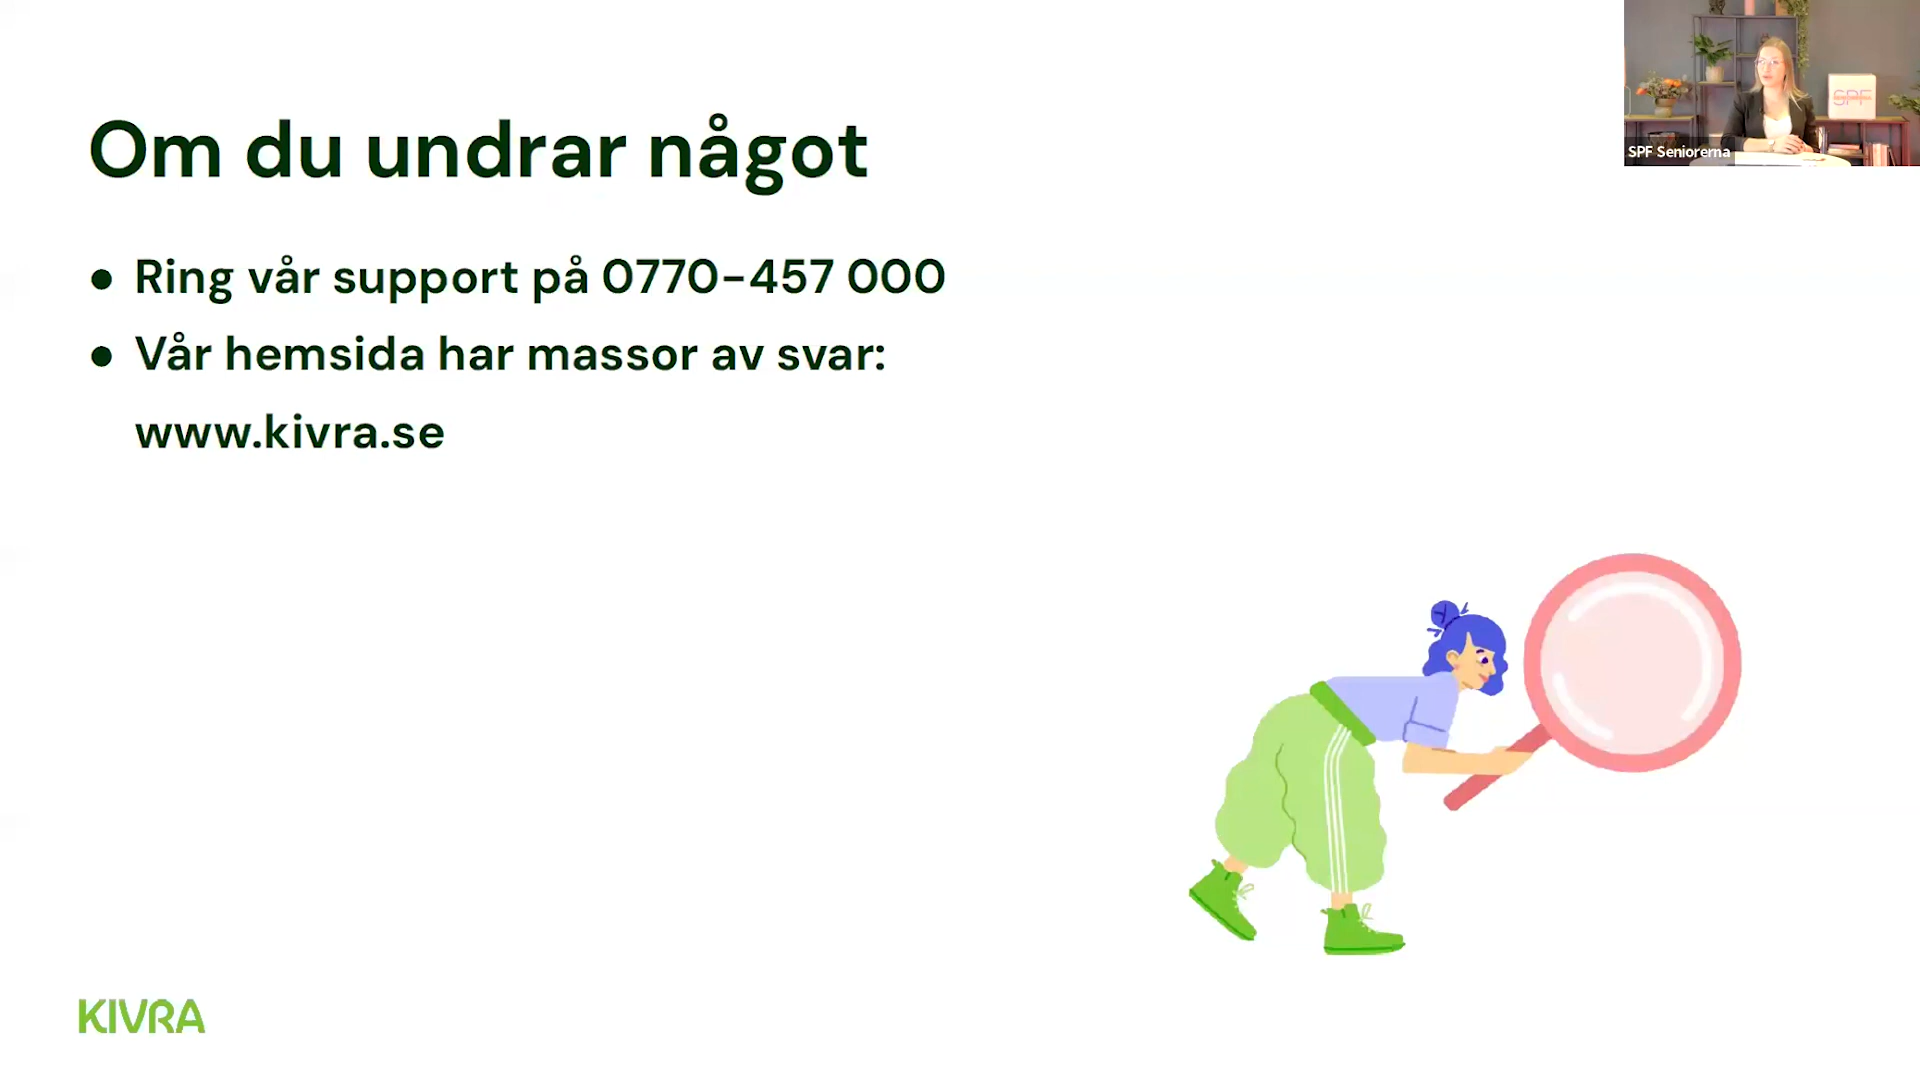 Om du undrar något
● Ring vår support på 0770-457 000
● Vår hemsida har massor av svar:
www.kivra.se
SPF
SPF Seniorerna
KIVRA